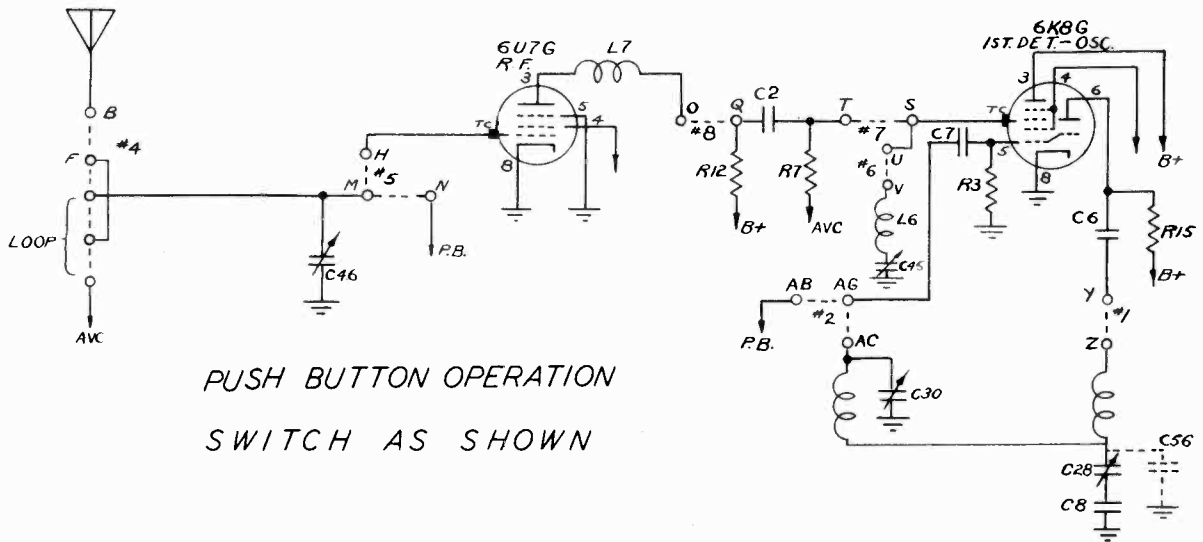 6K8G
1ST. DET.-OSC.
6U7G
R.F.
L7
3
5
4
TC
8
3
4
6
TC
5
8
B
F
#4
LOOP
AVC
H
#5
M
N
C46
P.B.
O
#8
Q
C2
T
#7
S
R12
R7
B+
AVC
U
#6
V
L6
C45
C7
R3
B+
C6
R15
B+
AB
AG
#2
P.B.
AC
C30
Y
#1
Z
C56
C28
C8
PUSH BUTTON OPERATION
SWITCH AS SHOWN